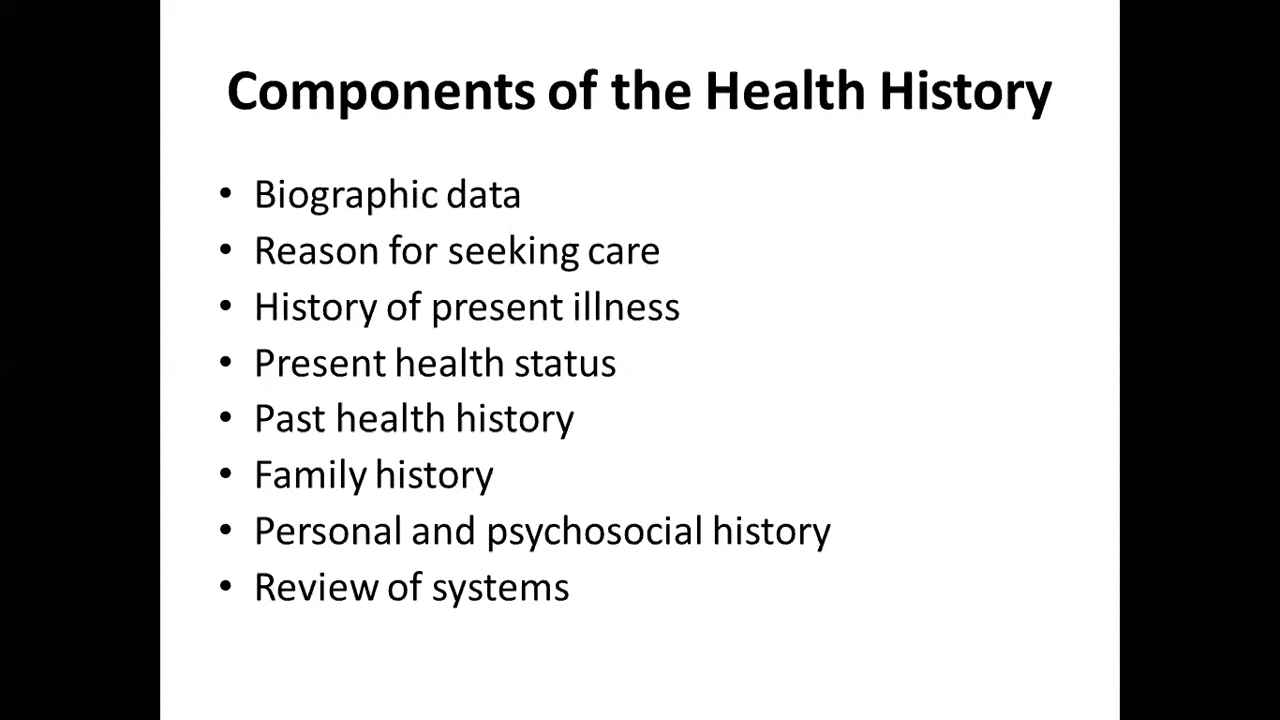 Components of the Health History
• Biographic data
• Reason for seeking care
• History of present illness
• Present health status
• Past health history
• Family history
• Personal and psychosocial history
• Review of systems